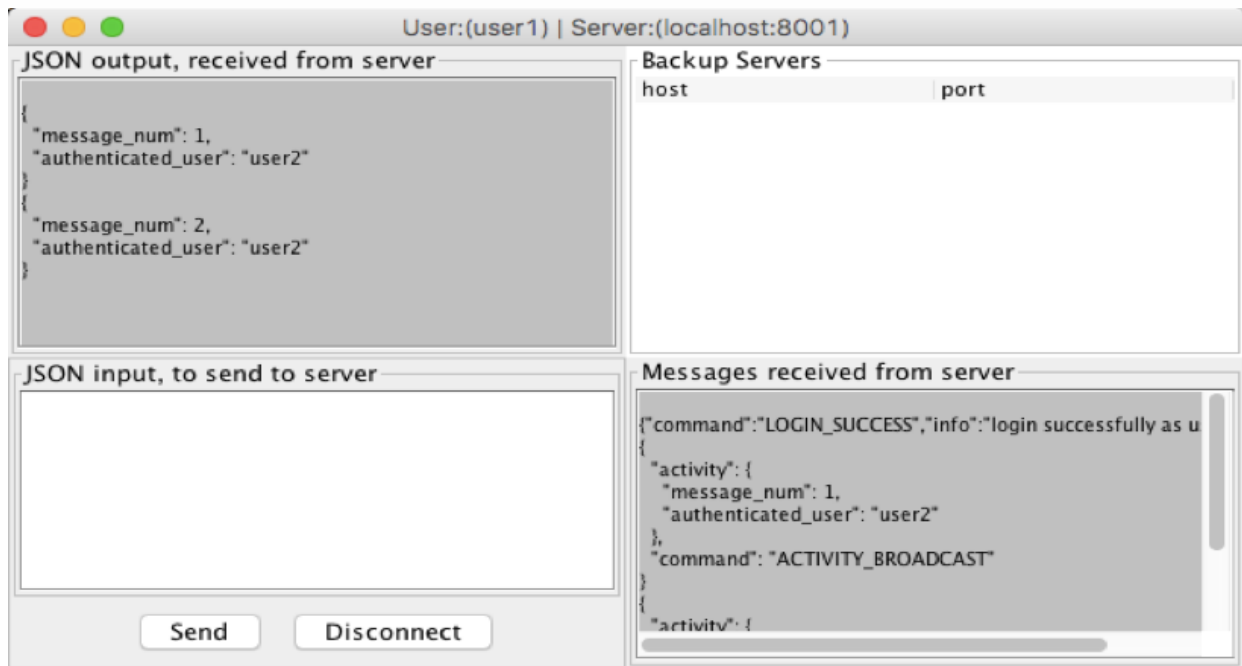 User:(user1) | Server:(localhost:8001)
JSON output, received from server
{
"message_num": 1,
"authenticated_user": "user2"
},
{
"message_num": 2,
"authenticated_user": "user2"
}
Backup Servers
host port
JSON input, to send to server
Send Disconnect
Messages received from server
{"command":"LOGIN_SUCCESS","info":"login successfully as u
{
"activity": {
"message_num": 1,
"authenticated_user": "user2"
},
"command": "ACTIVITY_BROADCAST"
}
{
"activity": {